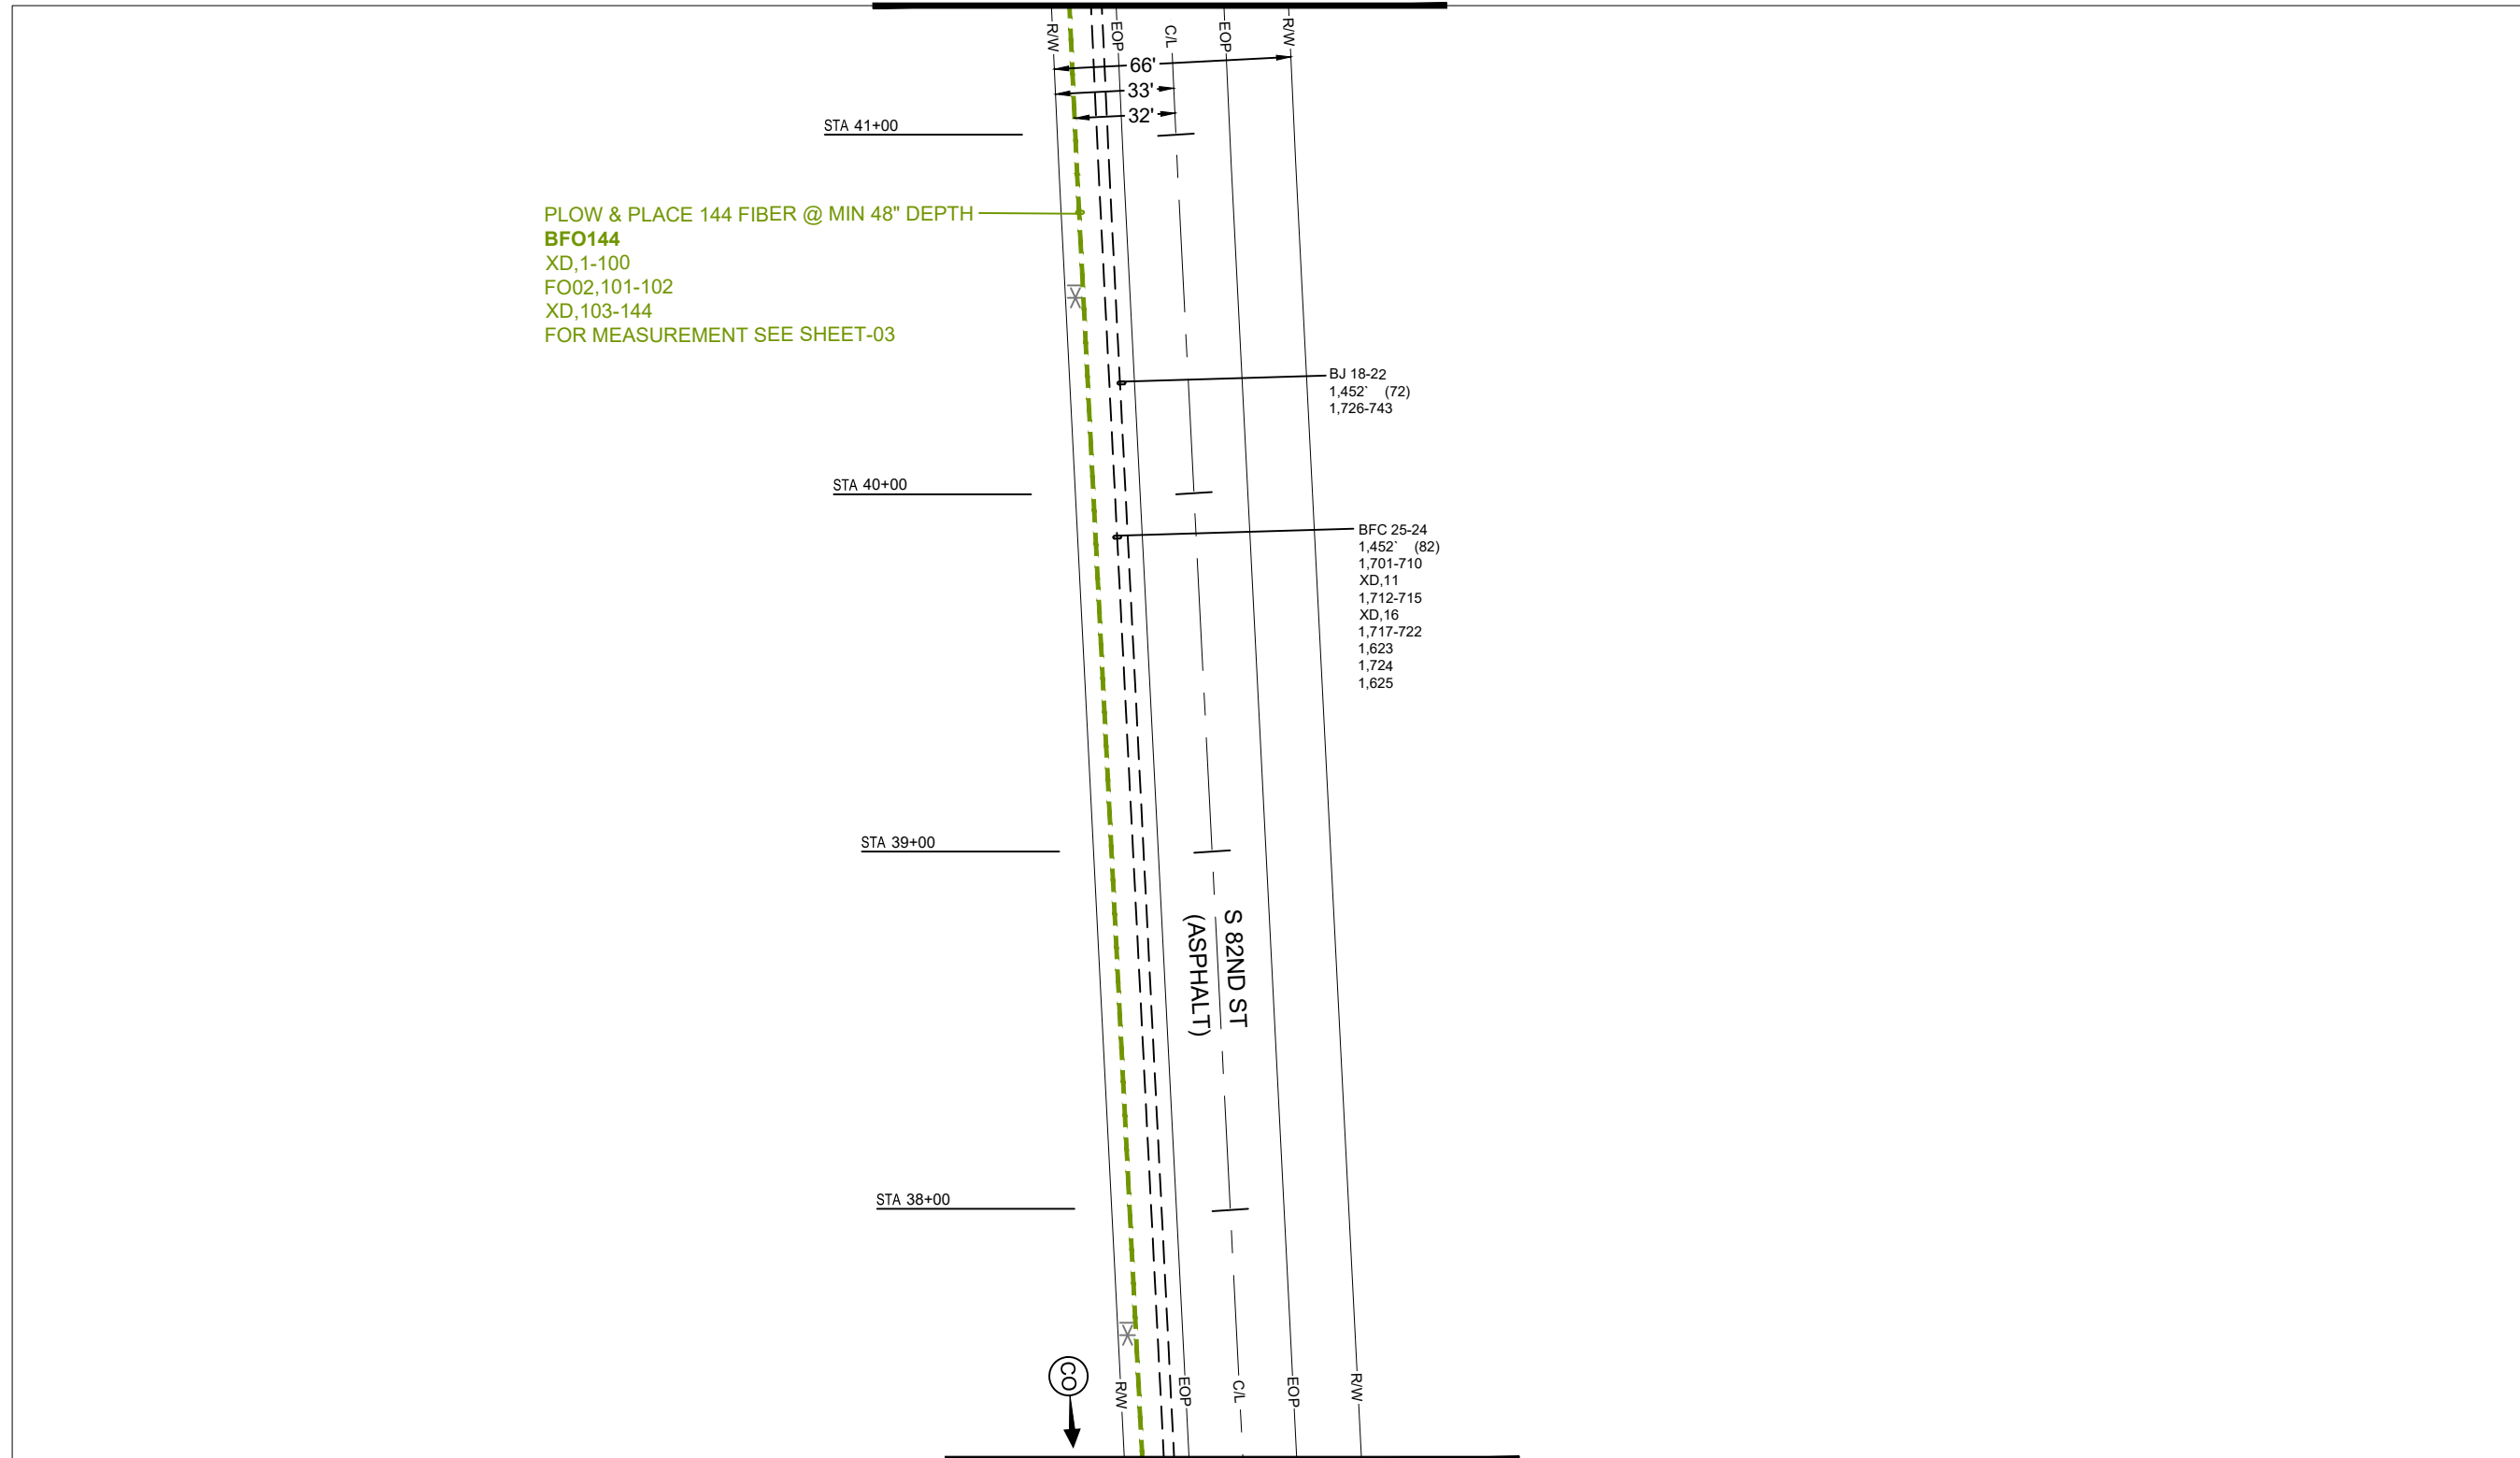 R/W
EOP
C/L
EOP
R/W
66'
33'
32'
STA 41+00
PLOW & PLACE 144 FIBER @ MIN 48" DEPTH
BFO144
XD,1-100
FO02,101-102
XD,103-144
FOR MEASUREMENT SEE SHEET-03
BJ 18-22
1,452` (72)
1,726-743
STA 40+00
BFC 25-24
1,452` (82)
1,701-710
XD,11
1,712-715
XD,16
1,717-722
1,623
1,724
1,625
STA 39+00
S 82ND ST
(ASPHALT)
STA 38+00
CO
R/W
EOP
C/L
EOP
R/W